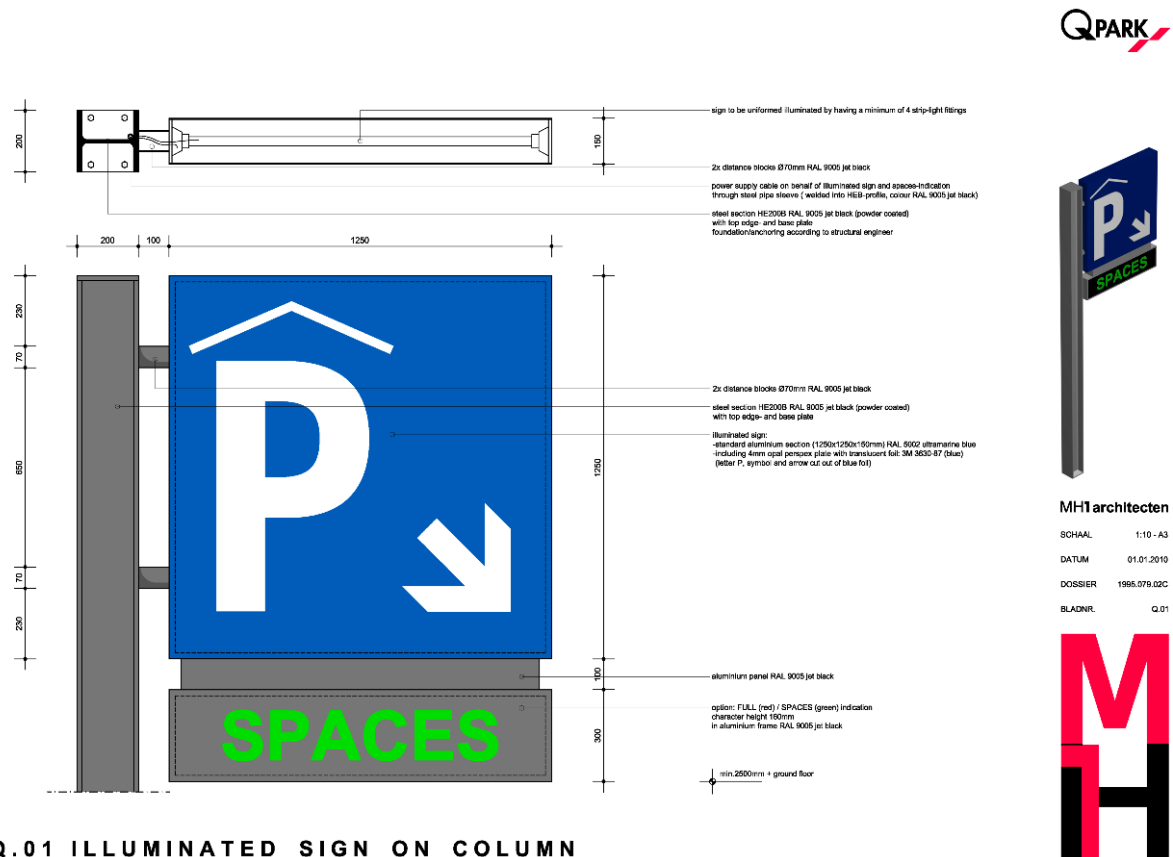 QPARK
sign to be uniformed illuminated by having a minimum of 4 strip-light fittings
200
150
2x distance blocks Ø70mm RAL 9005 jet black
power supply cable on behalf of illuminated sign and spaces-indication
through steel pipe sleeve ( welded into HEB-profile, colour RAL 9005 jet black)
steel section HE200B RAL 9005 jet black (powder coated)
with top edge- and base plate
foundation/anchoring according to structural engineer
200
100
1250
230
70
650
70
230
P
1250
2x distance blocks Ø70mm RAL 9005 jet black
steel section HE200B RAL 9005 jet black (powder coated)
with top edge- and base plate
illuminated sign:
-standard aluminium section (1250x1250x150mm) RAL 5002 ultramarine blue
-including 4mm opal perspex plate with translucent foil: 3M 3630-87 (blue)
(letter P, symbol and arrow cut out of blue foil)
100
aluminium panel RAL 9005 jet black
SPACES
300
option: FULL (red) / SPACES (green) indication
character height 160mm
in aluminium frame RAL 9005 jet black
min.2500mm + ground floor
Q.01 ILLUMINATED SIGN ON COLUMN
P
SPACES
MH1architecten
SCHAAL 1:10 - A3
DATUM 01.01.2010
DOSSIER 1995.079.02C
BLADNR. Q.01
MH1